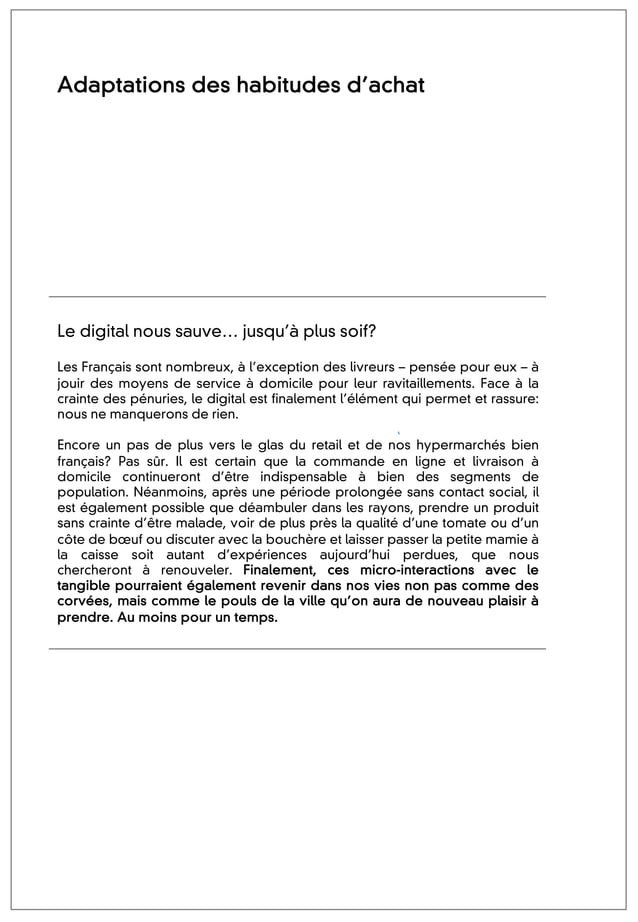 Adaptations des habitudes d’achat
Le digital nous sauve… jusqu’à plus soif?
Les Français sont nombreux, à l’exception des livreurs – pensée pour eux – à
jouir des moyens de service à domicile pour leur ravitaillements. Face à la
crainte des pénuries, le digital est finalement l’élément qui permet et rassure:
nous ne manquerons de rien.
Encore un pas de plus vers le glas du retail et de nos hypermarchés bien
français? Pas sûr. Il est certain que la commande en ligne et livraison à
domicile continueront d’être indispensable à bien des segments de
population. Néanmoins, après une période prolongée sans contact social, il
est également possible que déambuler dans les rayons, prendre un produit
sans crainte d’être malade, voir de plus près la qualité d’une tomate ou d’un
côte de bœuf ou discuter avec la bouchère et laisser passer la petite mamie à
la caisse soit autant d’expériences aujourd’hui perdues, que nous
chercheront à renouveler. Finalement, ces micro-interactions avec le
tangible pourraient également revenir dans nos vies non pas comme des
corvées, mais comme le pouls de la ville qu’on aura de nouveau plaisir à
prendre. Au moins pour un temps.